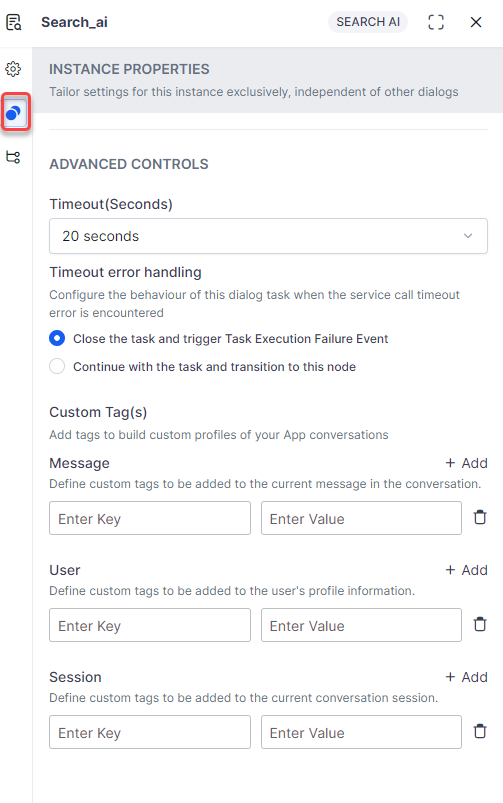 Search_ai
SEARCH AI
INSTANCE PROPERTIES
Tailor settings for this instance exclusively, independent of other dialogs
ADVANCED CONTROLS
Timeout(Seconds)
20 seconds
Timeout error handling
Configure the behaviour of this dialog task when the service call timeout
error is encountered
Close the task and trigger Task Execution Failure Event
Continue with the task and transition to this node
Custom Tag(s)
Add tags to build custom profiles of your App conversations
Message
+ Add
Define custom tags to be added to the current message in the conversation.
Enter Key
Enter Value
User
+ Add
Define custom tags to be added to the user's profile information.
Enter Key
Enter Value
Session
+ Add
Define custom tags to be added to the current conversation session.
Enter Key
Enter Value